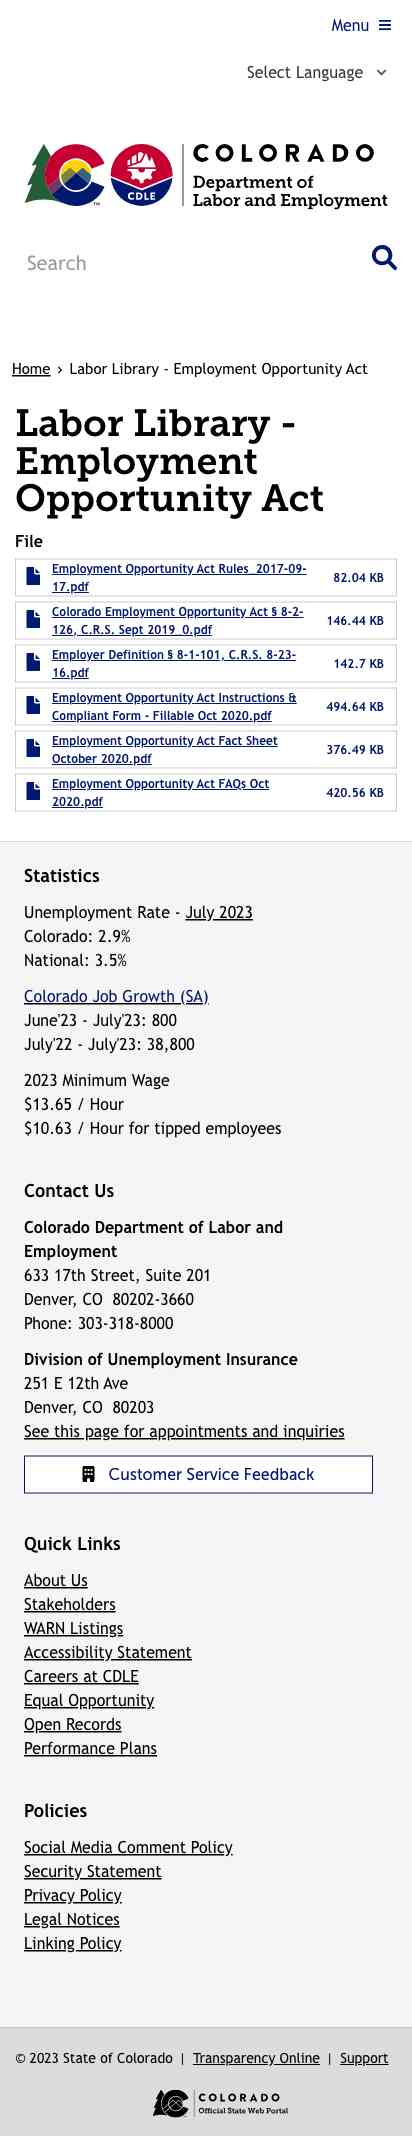 Menu
Select Language
COLORADO
Department of
Labor and Employment
CDLE
TM
Search
Home › Labor Library - Employment Opportunity Act
Labor Library -
Employment
Opportunity Act
File
Employment Opportunity Act Rules_2017-09-
17.pdf
82.04 KB
Colorado Employment Opportunity Act § 8-2-
126, C.R.S. Sept 2019_0.pdf
146.44 KB
Employer Definition § 8-1-101, C.R.S. 8-23-
16.pdf
142.7 KB
Employment Opportunity Act Instructions &
Compliant Form - Fillable Oct 2020.pdf
494.64 KB
Employment Opportunity Act Fact Sheet
October 2020.pdf
376.49 KB
Employment Opportunity Act FAQs Oct
2020.pdf
420.56 KB
Statistics
Unemployment Rate - July 2023
Colorado: 2.9%
National: 3.5%
Colorado Job Growth (SA)
June'23 - July'23: 800
July'22 - July'23: 38,800
2023 Minimum Wage
$13.65 / Hour
$10.63 / Hour for tipped employees
Contact Us
Colorado Department of Labor and
Employment
633 17th Street, Suite 201
Denver, CO 80202-3660
Phone: 303-318-8000
Division of Unemployment Insurance
251 E 12th Ave
Denver, CO 80203
See this page for appointments and inquiries
Customer Service Feedback
Quick Links
About Us
Stakeholders
WARN Listings
Accessibility Statement
Careers at CDLE
Equal Opportunity
Open Records
Performance Plans
Policies
Social Media Comment Policy
Security Statement
Privacy Policy
Legal Notices
Linking Policy
© 2023 State of Colorado | Transparency Online | Support
COLORADO
Official State Web Portal